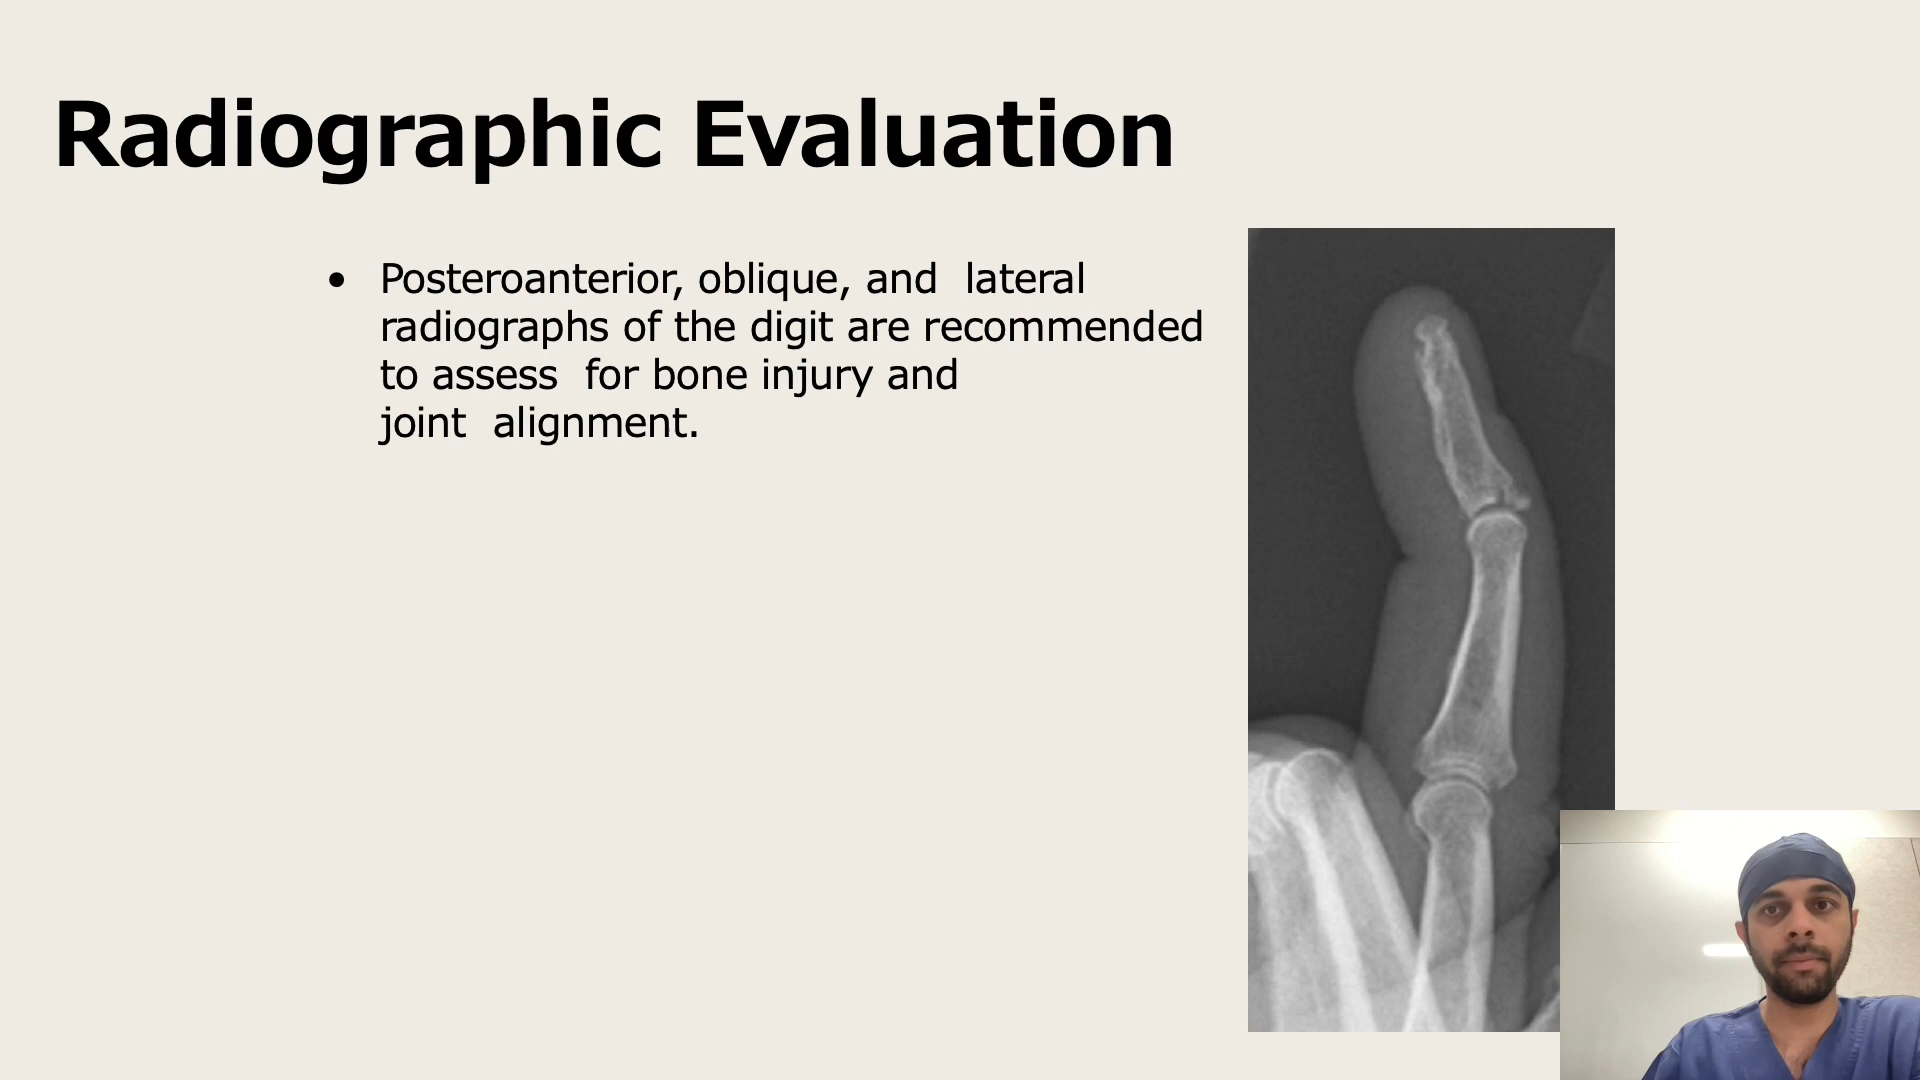 Radiographic Evaluation
• Posteroanterior, oblique, and  lateral
radiographs of the digit are recommended
to assess  for bone injury and
joint  alignment.